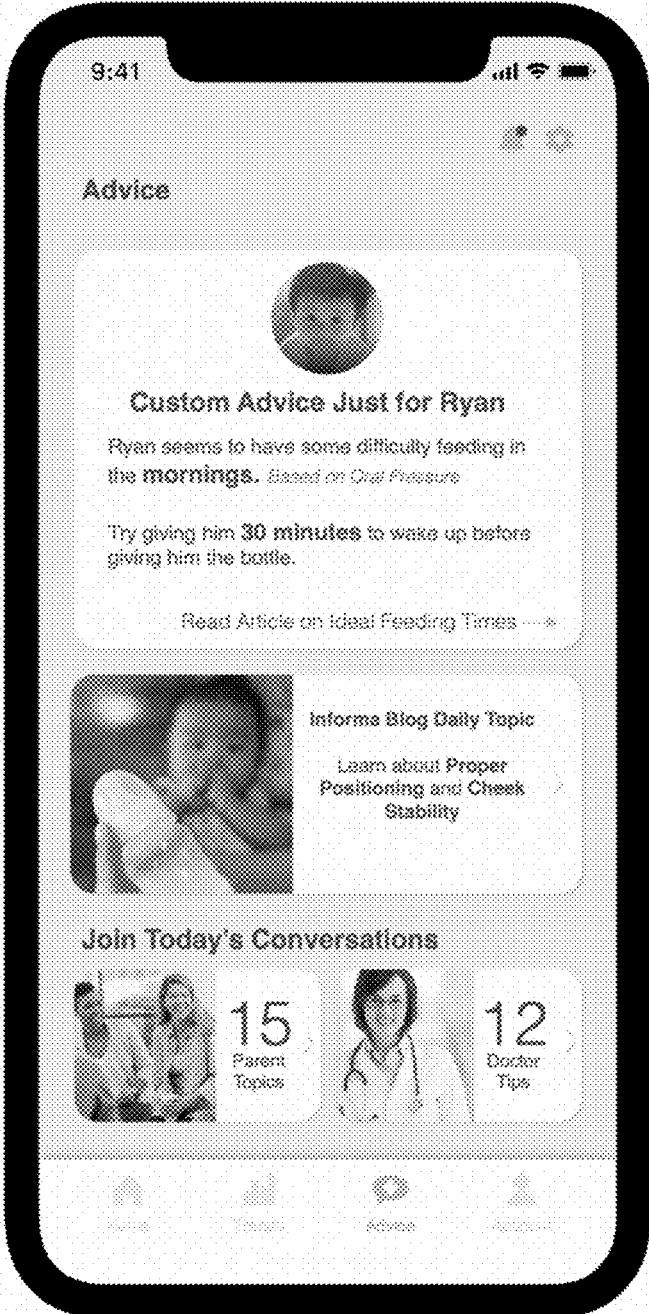 9:41
Advice
Custom Advice Just for Ryan
Ryan seems to have some difficulty feeding in
the mornings. Based on Oral Pressure
Try giving him 30 minutes to wake up before
giving him the bottle.
Read Article on Ideal Feeding Times
Informa Blog Daily Topic
Learn about Proper
Positioning and Cheek
Stability
Join Today's Conversations
15
Parent
Topics
12
Doctor
Tips
Advice